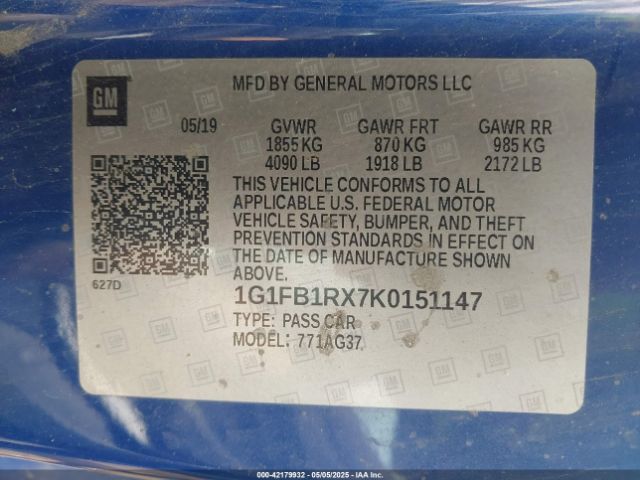 GM
MFD BY GENERAL MOTORS LLC
05/19 GVWR GAWR FRT GAWR RR
1855 KG 870 KG 985 KG
4090 LB 1918 LB 2172 LB
THIS VEHICLE CONFORMS TO ALL
APPLICABLE U.S. FEDERAL MOTOR
VEHICLE SAFETY, BUMPER, AND THEFT
PREVENTION STANDARDS IN EFFECT ON
THE DATE OF MANUFACTURE SHOWN
ABOVE.
627D
1G1FB1RX7K0151147
TYPE: PASS CAR
MODEL: 771AG37
000-42179932 - 05/05/2025 - IAAI.COM